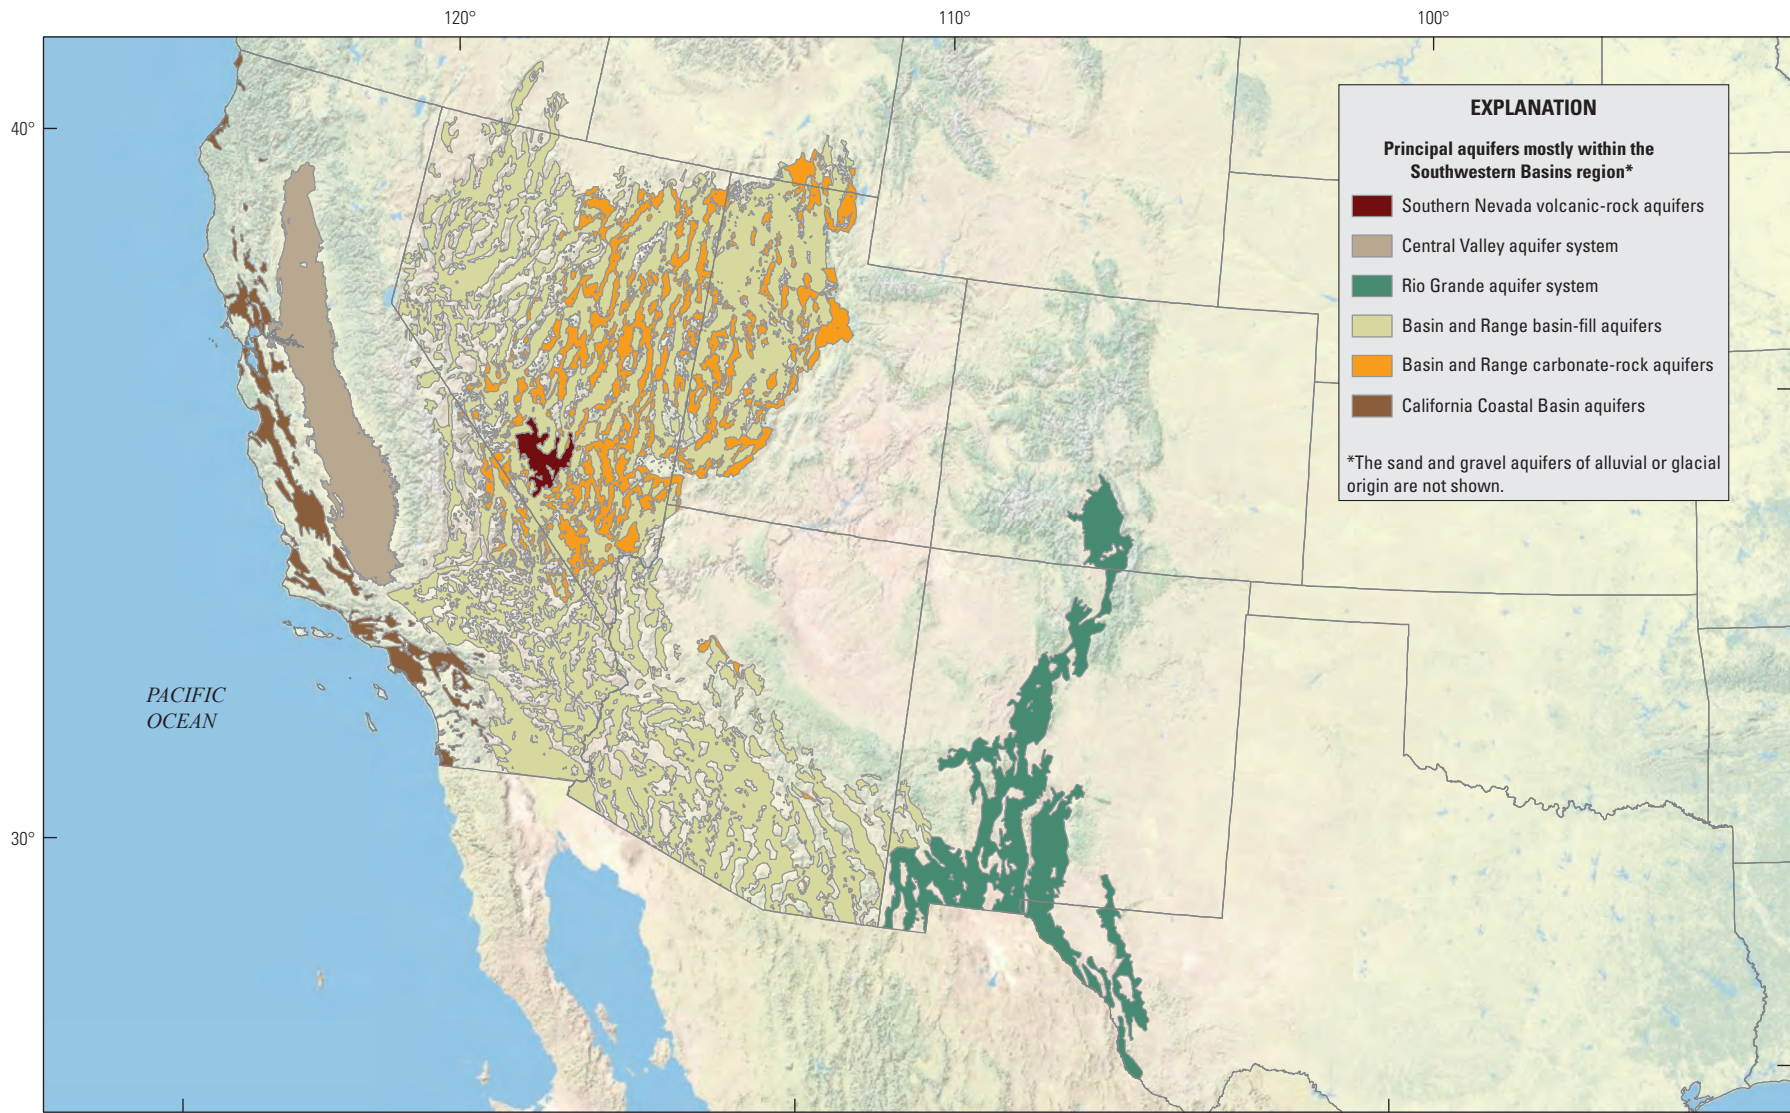 120°
110°
100°
40°
30°
PACIFIC
OCEAN
EXPLANATION
Principal aquifers mostly within the
Southwestern Basins region*
Southern Nevada volcanic-rock aquifers
Central Valley aquifer system
Rio Grande aquifer system
Basin and Range basin-fill aquifers
Basin and Range carbonate-rock aquifers
California Coastal Basin aquifers
*The sand and gravel aquifers of alluvial or glacial
origin are not shown.